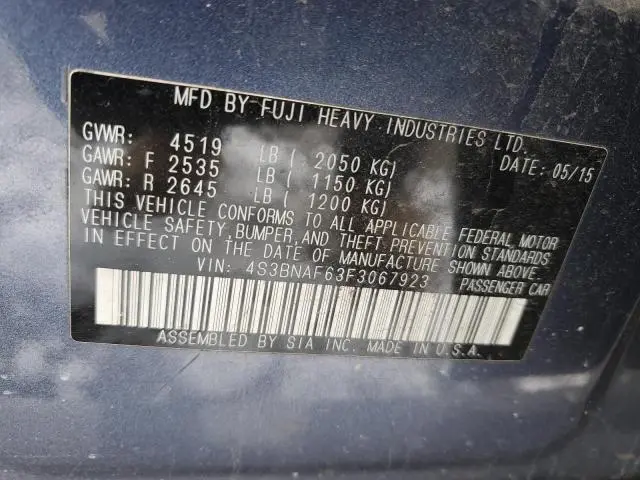 MFD BY FUJI HEAVY INDUSTRIES LTD.
GVWR: 4519 LB ( 2050 KG) DATE: 05/15
GAWR: F 2535 LB ( 1150 KG)
GAWR: R 2645 LB ( 1200 KG)
THIS VEHICLE CONFORMS TO ALL APPLICABLE FEDERAL MOTOR
VEHICLE SAFETY, BUMPER, AND THEFT PREVENTION STANDARDS
IN EFFECT ON THE DATE OF MANUFACTURE SHOWN ABOVE.
VIN: 4S3BNAF63F3067923 PASSENGER CAR
ASSEMBLED BY SIA INC. MADE IN U.S.A.